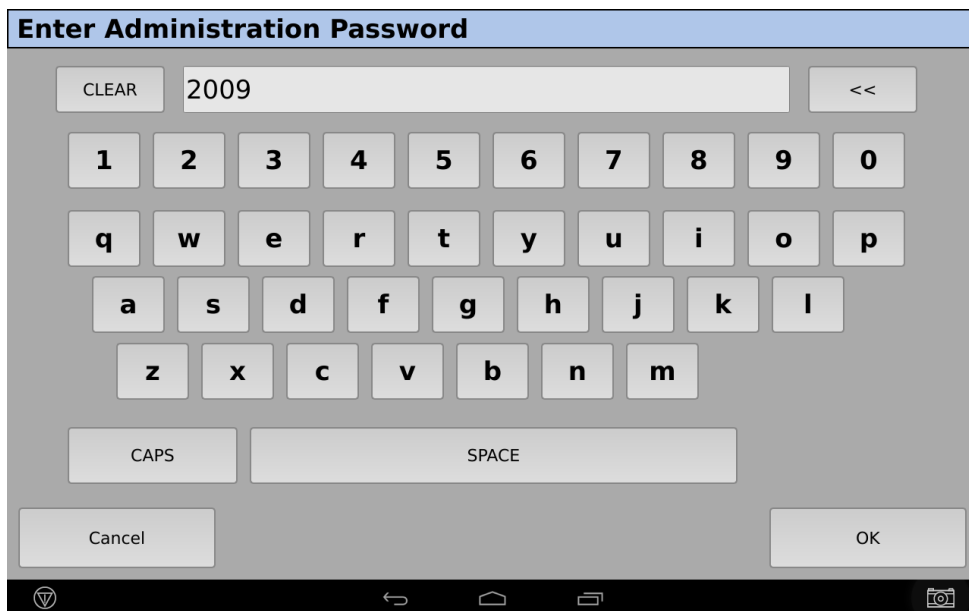 Enter Administration Password
CLEAR 2009 <<
1 2 3 4 5 6 7 8 9 0
q w e r t y u i o p
a s d f g h j k l
z x c v b n m
CAPS SPACE
Cancel OK